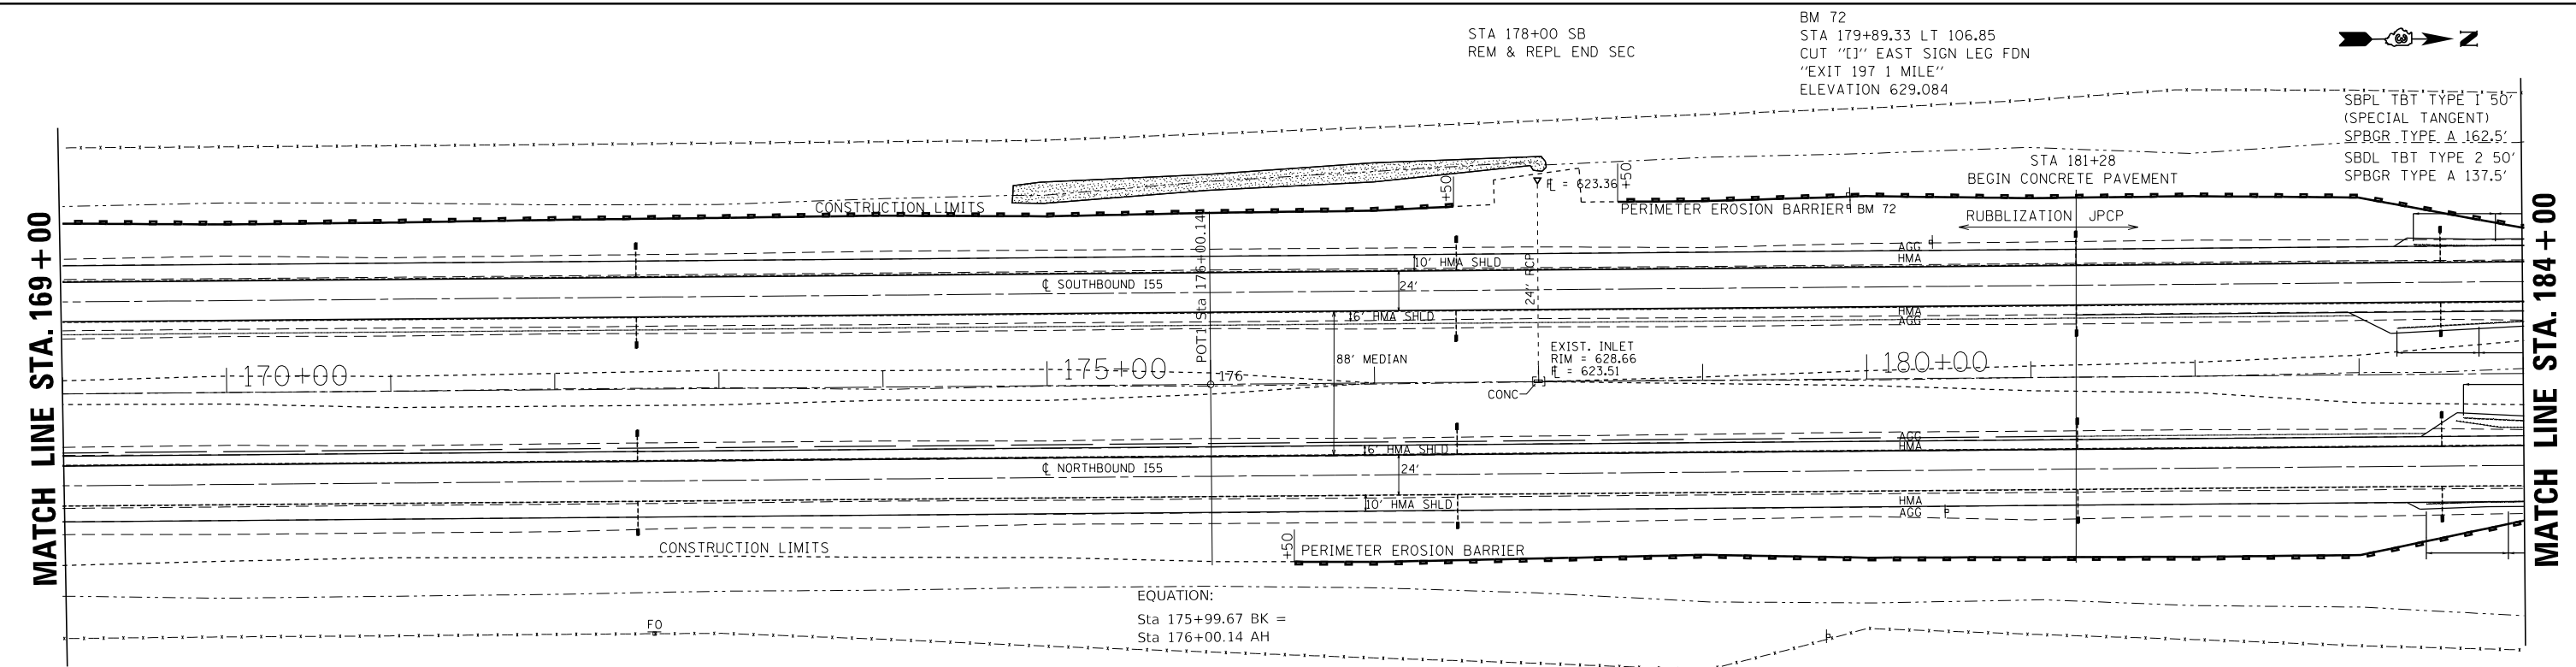 STA 178+00 SB
REM & REPL END SEC
BM 72
STA 179+89.33 LT 106.85
CUT "[]" EAST SIGN LEG FDN
"EXIT 197 1 MILE"
ELEVATION 629.084
N
SBPL TBT TYPE 1 50'
(SPECIAL TANGENT)
SPBGR TYPE A 162.5'
SBDL TBT TYPE 2 50'
SPBGR TYPE A 137.5'
STA 181+28
BEGIN CONCRETE PAVEMENT
RUBBLIZATION JPCP
MATCH LINE STA. 169+00
CONSTRUCTION LIMITS
+50
FL = 623.36
+50
PERIMETER EROSION BARRIER
BM 72
AGG
HMA
10' HMA SHLD
24" RCP
POT1 Sta 176+00.14
℄ SOUTHBOUND I55
24'
6' HMA SHLD
HMA
AGG
88' MEDIAN
EXIST. INLET
RIM = 628.66
FL = 623.51
CONC
170+00
175+00
176
180+00
AGG
HMA
6' HMA SHLD
℄ NORTHBOUND I55
24'
10' HMA SHLD
HMA
AGG
P
CONSTRUCTION LIMITS
+50
PERIMETER EROSION BARRIER
EQUATION:
Sta 175+99.67 BK =
Sta 176+00.14 AH
FO
MATCH LINE STA. 184+00